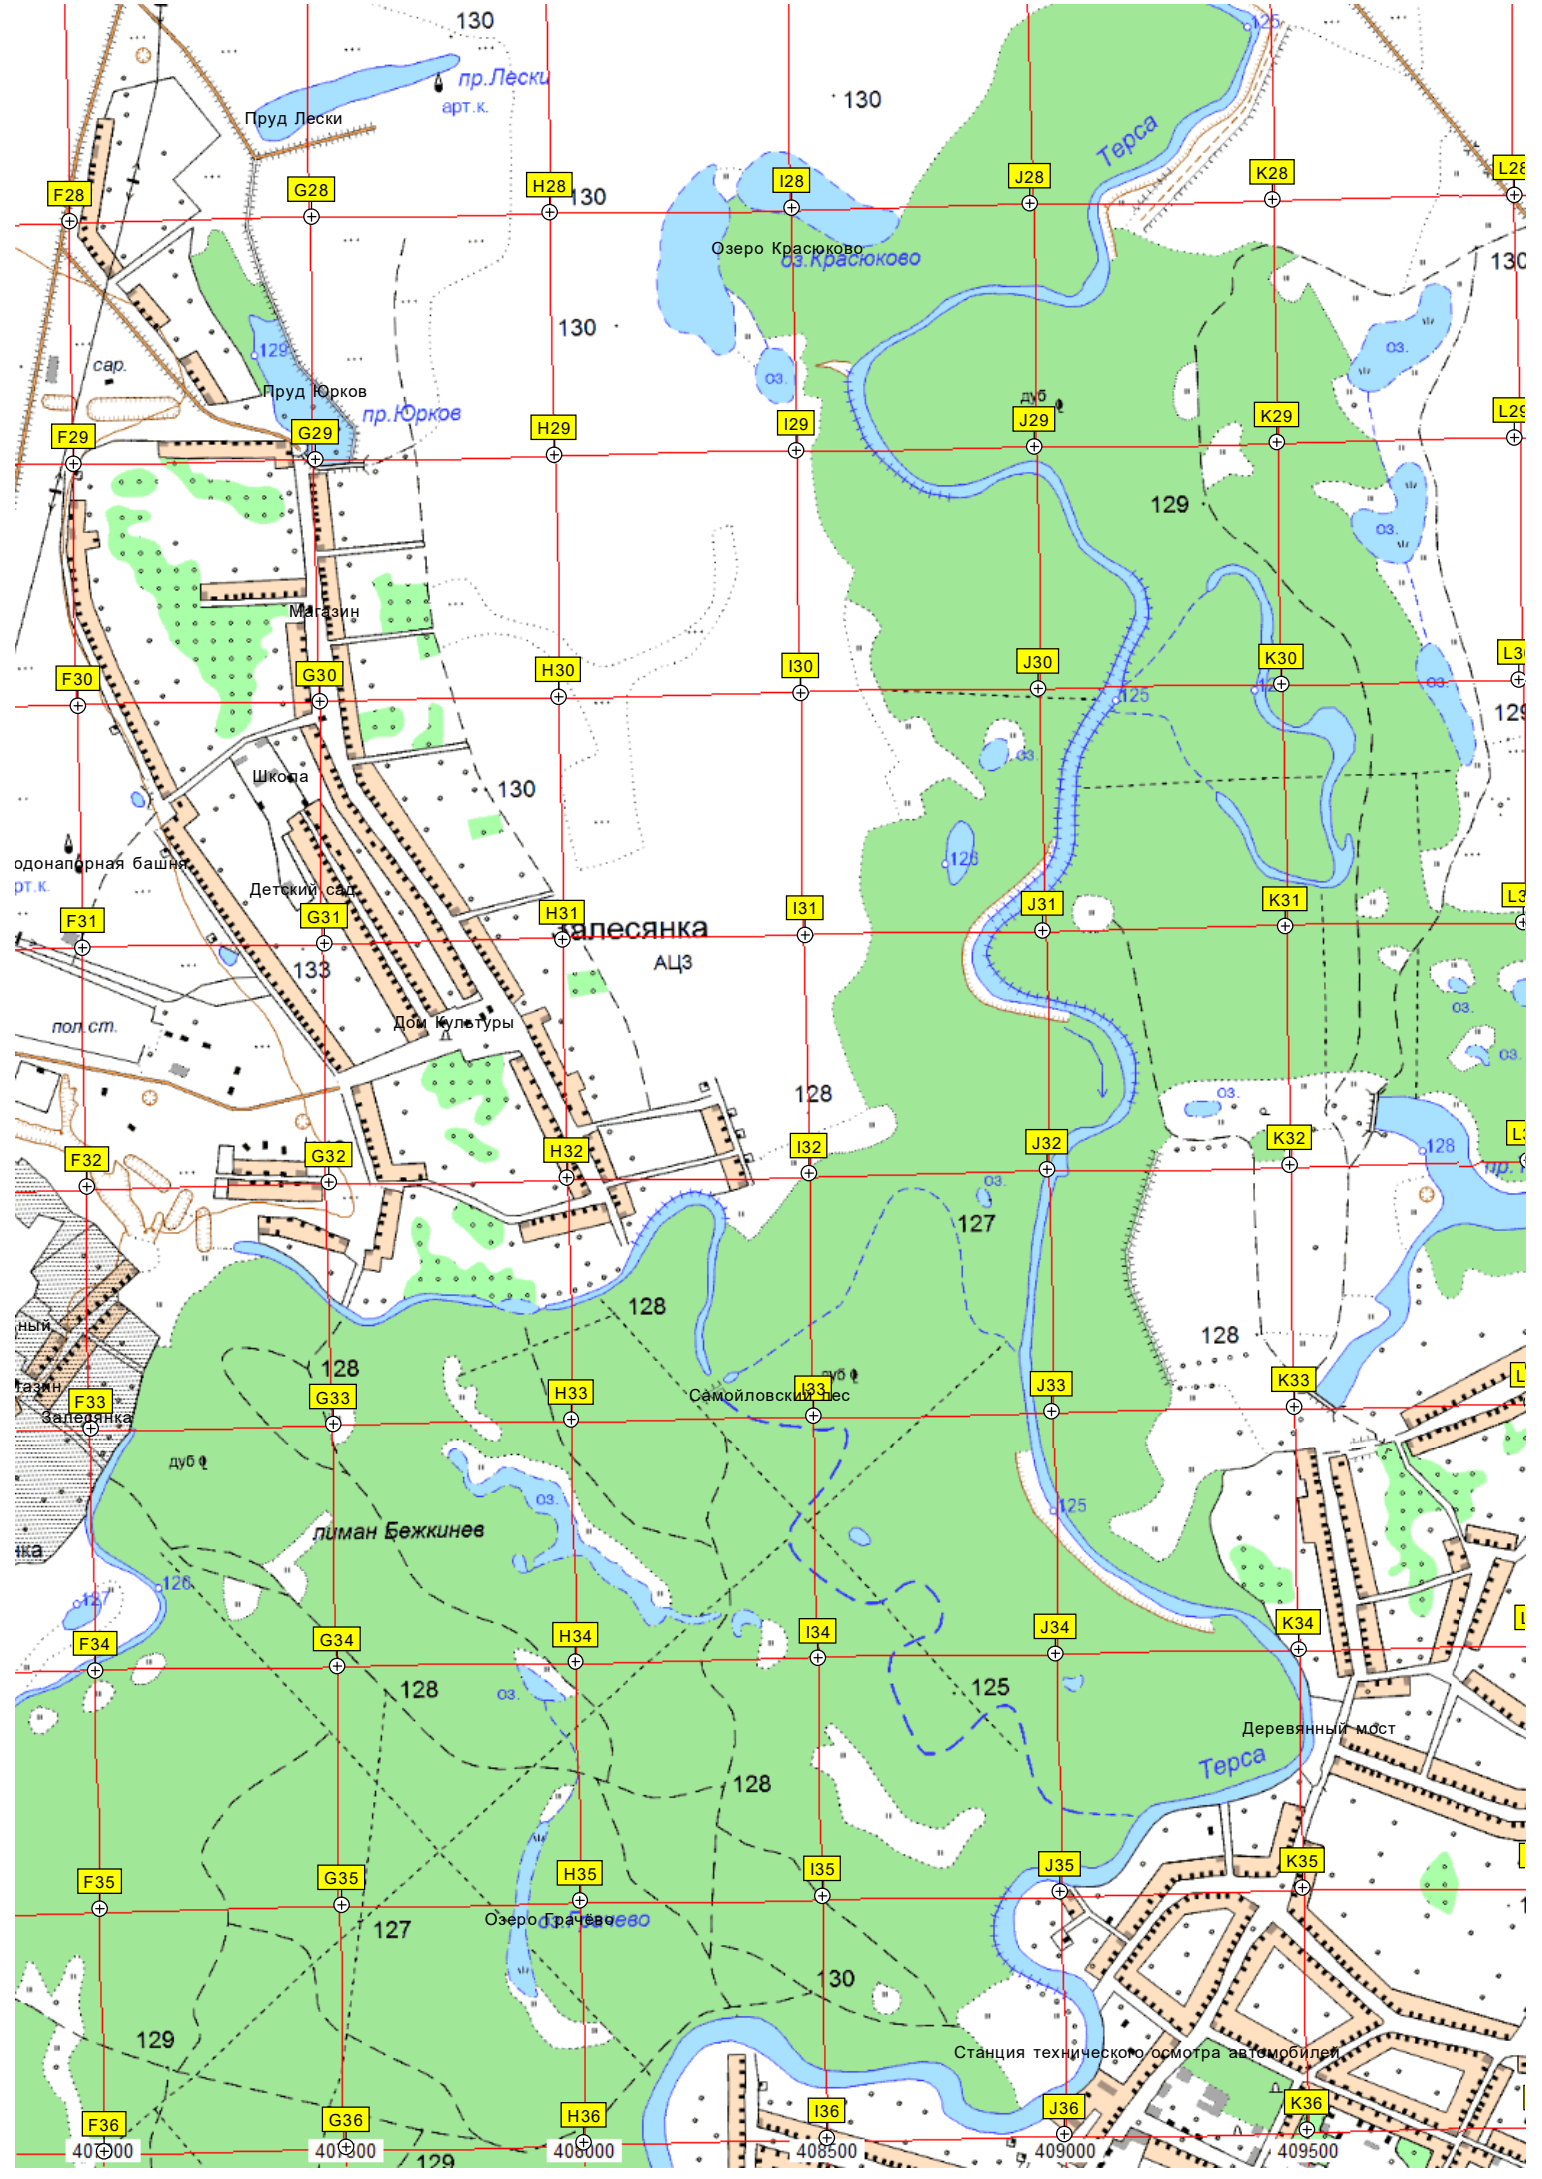 130
125
пр.Лески
арт.к.
130
Пруд Лески
Терса
F28
G28
H28
130
I28
J28
K28
L28
Озеро Красюково
оз.Красюково
130
130
129
сар.
оз.
оз.
Пруд Юрков
пр.Юрков
дуб
F29
G29
H29
I29
J29
K29
L29
129
оз.
Магазин
F30
G30
H30
I30
J30
K30
125
оз.
129
оз.
Школа
130
126
одонапорная башня
рт.к.
Детский сад
F31
G31
H31
I31
J31
K31
АЦЗ
133
оз.
пол.ст.
Дом Культуры
оз.
128
оз.
F32
G32
H32
I32
J32
K32
128
оз.
127
128
128
128
дуб
F33
G33
H33
I33
J33
K33
Самойловский лес
Залесянка
дуб
оз.
125
лиман Бежкинев
126
127
F34
G34
H34
I34
J34
K34
128
оз.
125
Деревянный мост
Терса
128
F35
G35
H35
I35
J35
K35
Озеро Грачёво
127
130
129
Станция технического осмотра автомобилей
F36
G36
H36
I36
J36
K36
408000
408500
409000
409500
129